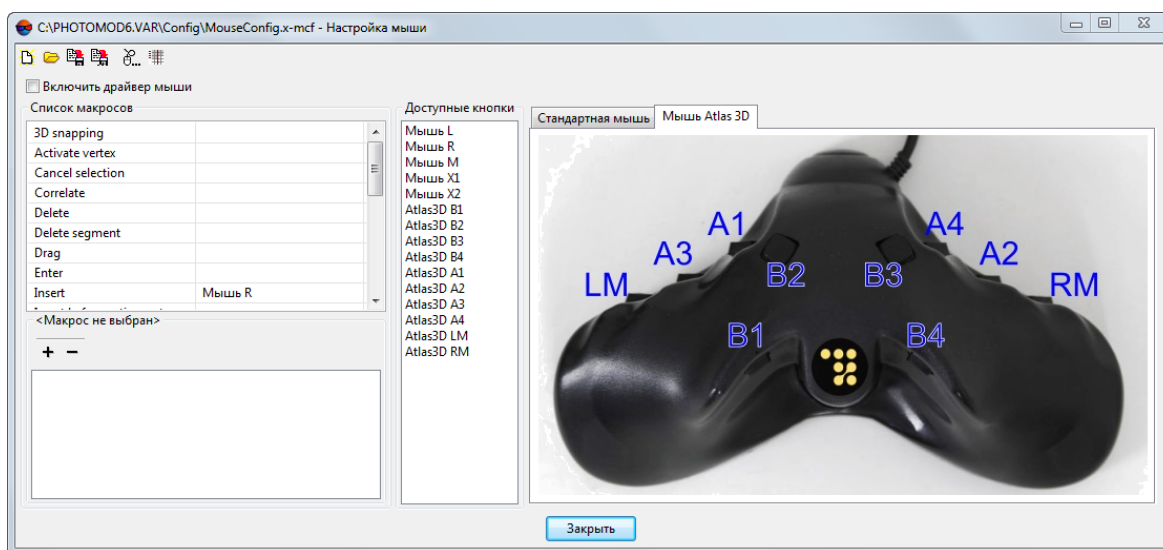 C:\PHOTOMOD6.VAR\Config\MouseConfig.x-mcf - Настройка мыши
Включить драйвер мыши
Список макросов
3D snapping
Activate vertex
Cancel selection
Correlate
Delete
Delete segment
Drag
Enter
Insert Мышь R
<Макрос не выбран>
+ −
Доступные кнопки
Мышь L
Мышь R
Мышь M
Мышь X1
Мышь X2
Atlas3D B1
Atlas3D B2
Atlas3D B3
Atlas3D B4
Atlas3D A1
Atlas3D A2
Atlas3D A3
Atlas3D A4
Atlas3D LM
Atlas3D RM
Стандартная мышь Мышь Atlas 3D
A1 A4
A3 B2 B3 A2
LM RM
B1 B4
Закрыть